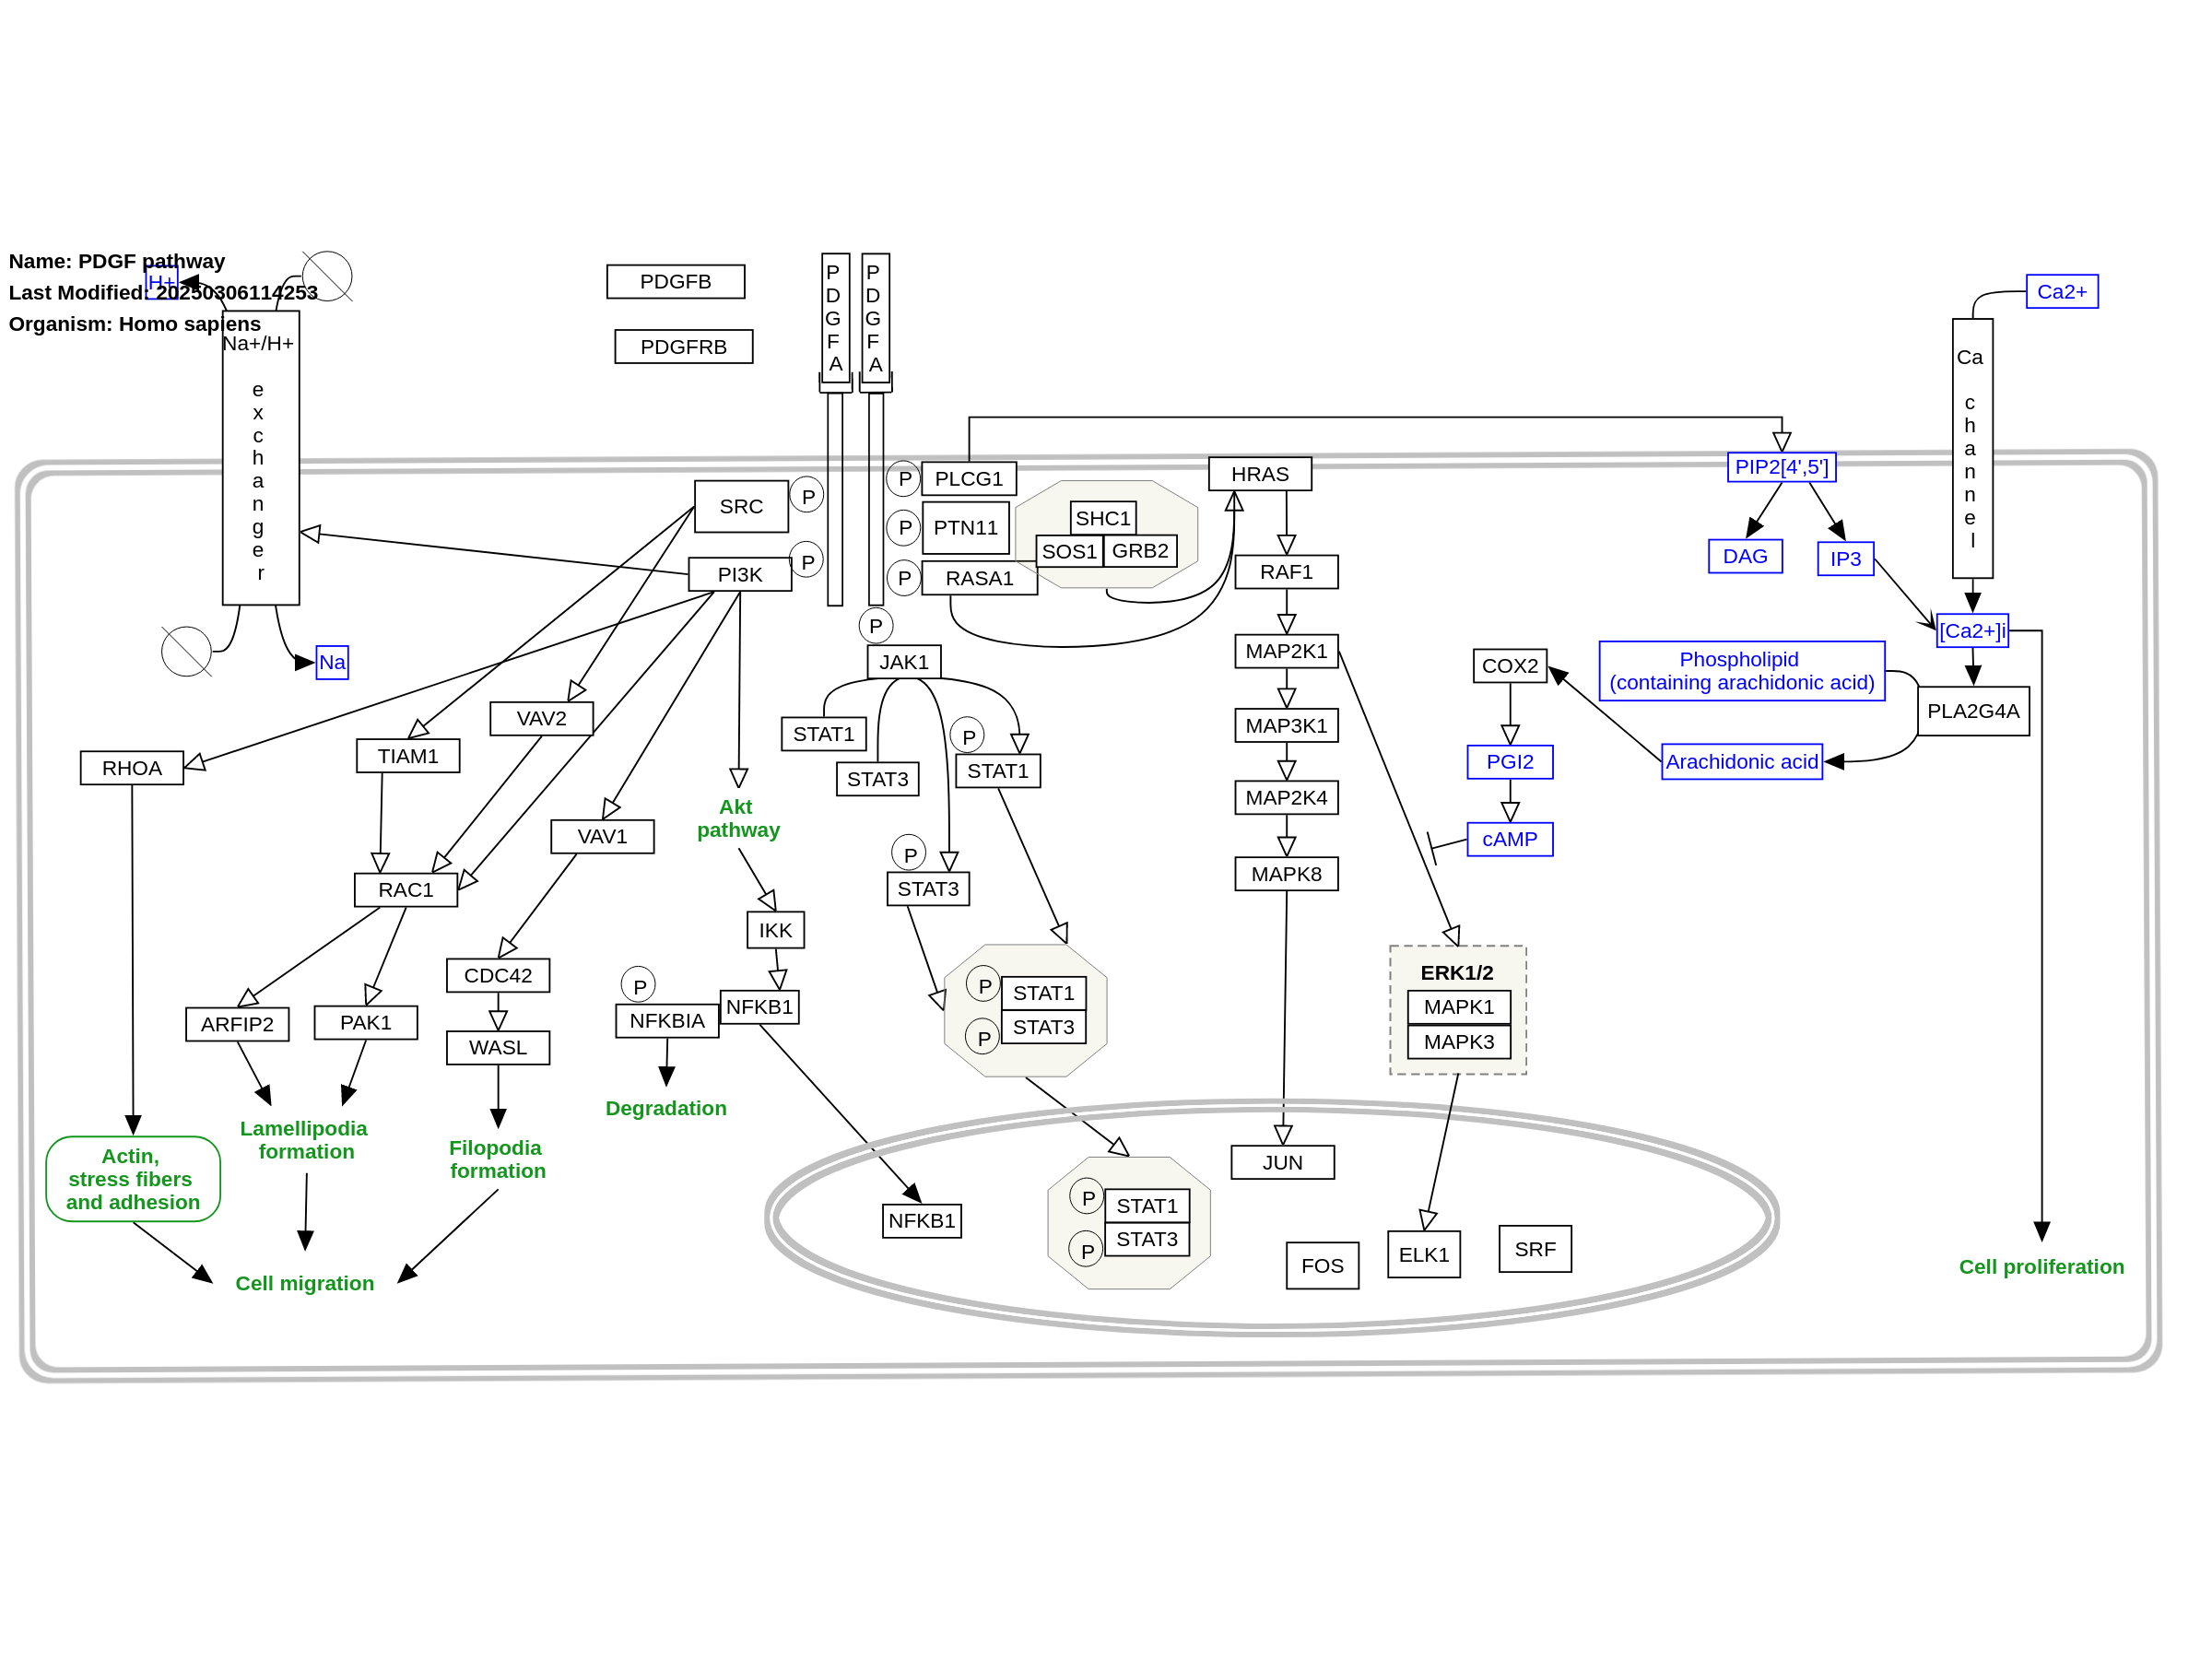 Name: PDGF pathway
Last Modified: 20250306114253
Organism: Homo sapiens
H+
Na+/H+
e
x
c
h
a
n
g
e
r
Na
PDGFB
PDGFRB
P
D
G
F
A
P
D
G
F
A
Ca2+
Ca
c
h
a
n
n
e
l
SRC
P
PI3K
P
P
PLCG1
P
PTN11
P
RASA1
P
SHC1
SOS1
GRB2
HRAS
PIP2[4',5']
DAG
IP3
[Ca2+]i
RAF1
MAP2K1
MAP3K1
MAP2K4
MAPK8
JAK1
STAT1
STAT3
P
STAT1
P
STAT3
COX2
PGI2
cAMP
Phospholipid
(containing arachidonic acid)
Arachidonic acid
PLA2G4A
VAV2
TIAM1
RHOA
VAV1
RAC1
Akt
pathway
IKK
CDC42
WASL
ARFIP2
PAK1
P
NFKBIA
NFKB1
P
STAT1
P
STAT3
ERK1/2
MAPK1
MAPK3
Degradation
Lamellipodia
formation
Filopodia
formation
Actin,
stress fibers
and adhesion
Cell migration
NFKB1
P
STAT1
P
STAT3
JUN
FOS
ELK1
SRF
Cell proliferation